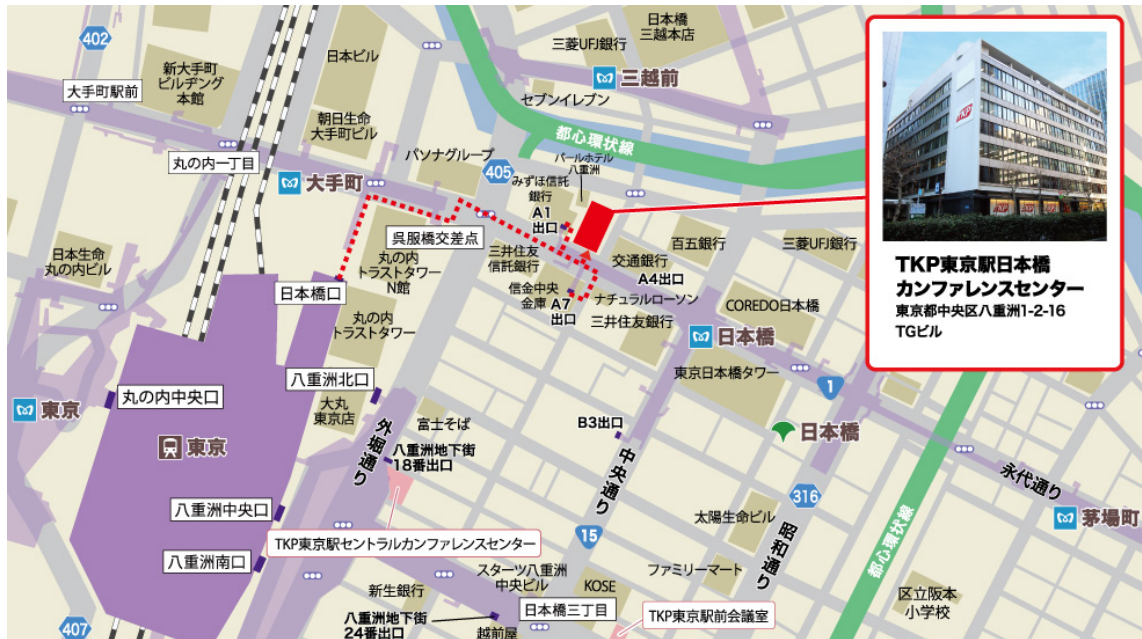 402
日本ビル
三菱UFJ銀行
日本橋
三越本店
新大手町
ビルヂング
本館
三越前
大手町駅前
セブンイレブン
朝日生命
大手町ビル
都心環状線
丸の内一丁目
パソナグループ
パールホテル
八重洲
405
みずほ信託
銀行
大手町
A1
出口
呉服橋交差点
百五銀行
三菱UFJ銀行
日本生命
丸の内ビル
丸の内
トラストタワー
N館
三井住友
信託銀行
交通銀行
A4出口
日本橋口
信金中央
金庫
A7
出口
ナチュラルローソン
COREDO日本橋
丸の内
トラストタワー
三井住友銀行
日本橋
八重洲北口
東京日本橋タワー
1
東京
丸の内中央口
大丸
東京店
富士そば
B3出口
日本橋
東京
外堀通り
八重洲地下街
18番出口
中央通り
永代通り
八重洲中央口
316
太陽生命ビル
昭和通り
茅場町
TKP東京駅セントラルカンファレンスセンター
15
都心環状線
八重洲南口
新生銀行
スターツ八重洲
中央ビル
KOSE
ファミリーマート
区立阪本
小学校
407
八重洲地下街
24番出口
越前屋
日本橋三丁目
TKP東京駅前会議室
TKP
TKP東京駅日本橋
カンファレンスセンター
東京都中央区八重洲1-2-16
TGビル